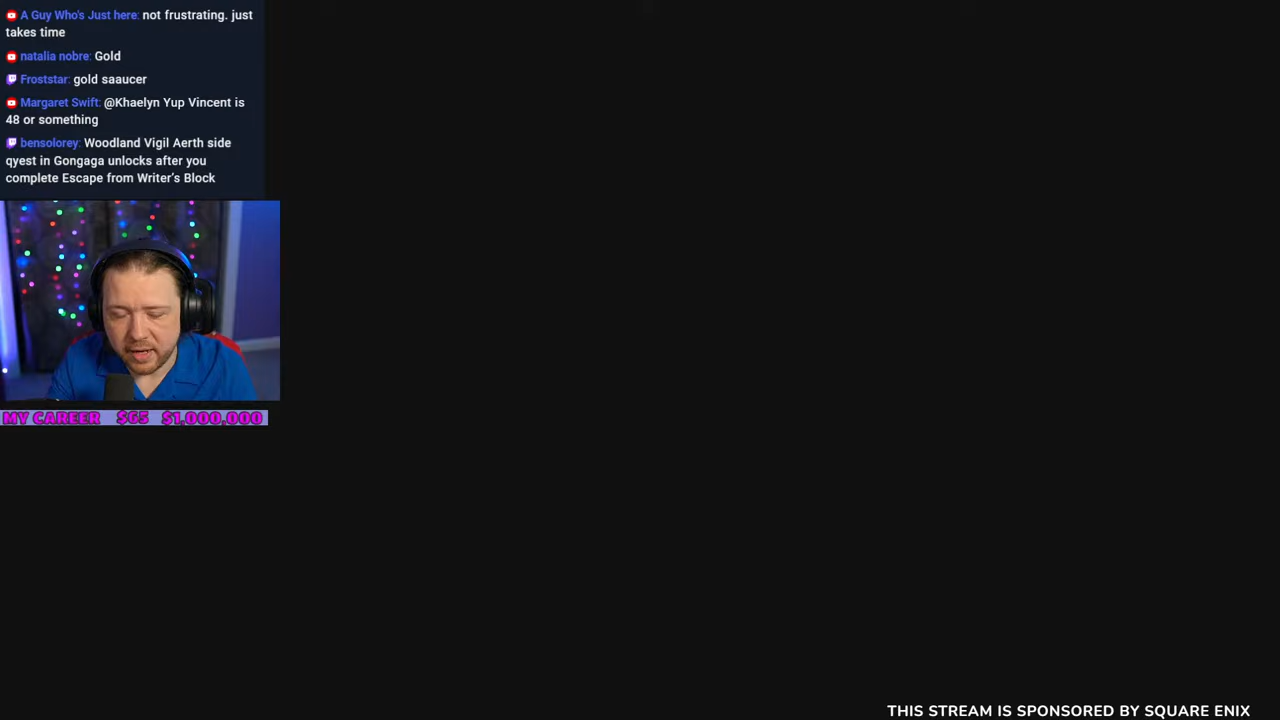 A Guy Who's Just here: not frustrating. just
takes time
natalia nobre: Gold
Froststar: gold saaucer
Margaret Swift: @Khaelyn Yup Vincent is
48 or something
bensolorey: Woodland Vigil Aerth side
qyest in Gongaga unlocks after you
complete Escape from Writer's Block
MY CAREER $65 $1,000,000
THIS STREAM IS SPONSORED BY SQUARE ENIX